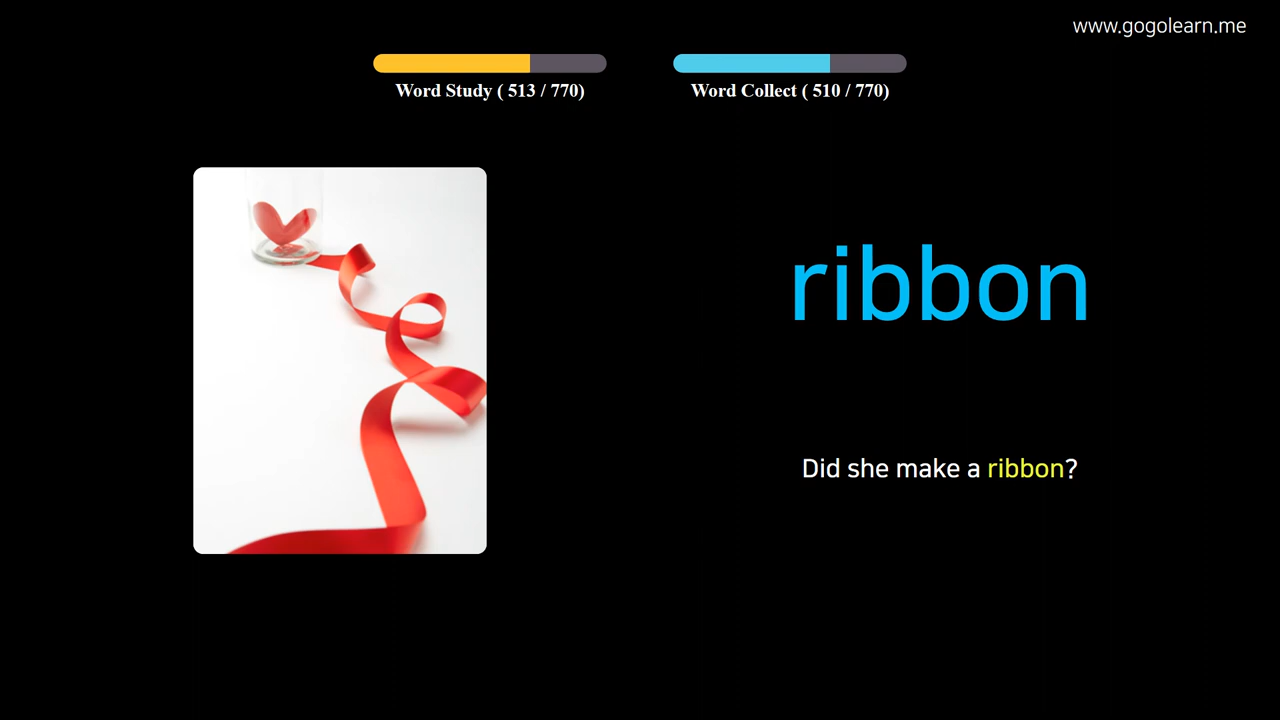 www.gogolearn.me
Word Study ( 513 / 770)
Word Collect ( 510 / 770)
ribbon
Did she make a ribbon?